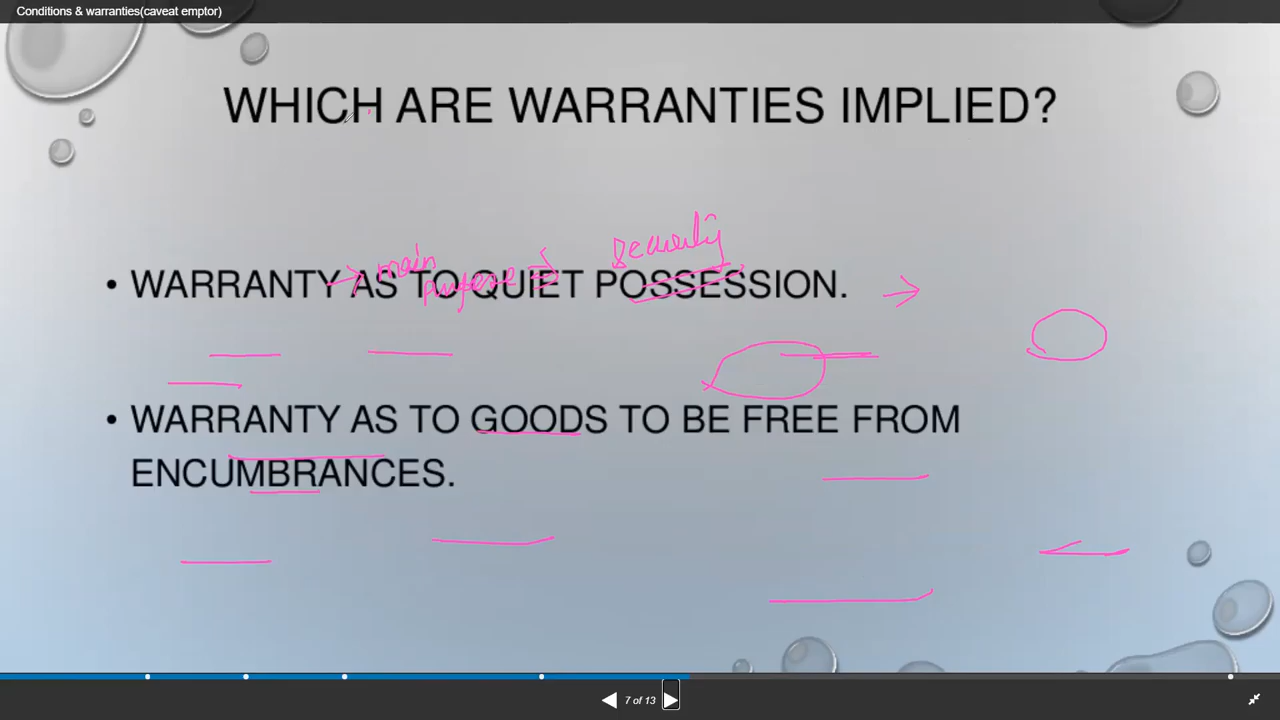 Conditions & warranties(caveat emptor)
WHICH ARE WARRANTIES IMPLIED?
security
main
purpose
• WARRANTY AS TO QUIET POSSESSION.
• WARRANTY AS TO GOODS TO BE FREE FROM
ENCUMBRANCES.
7 of 13